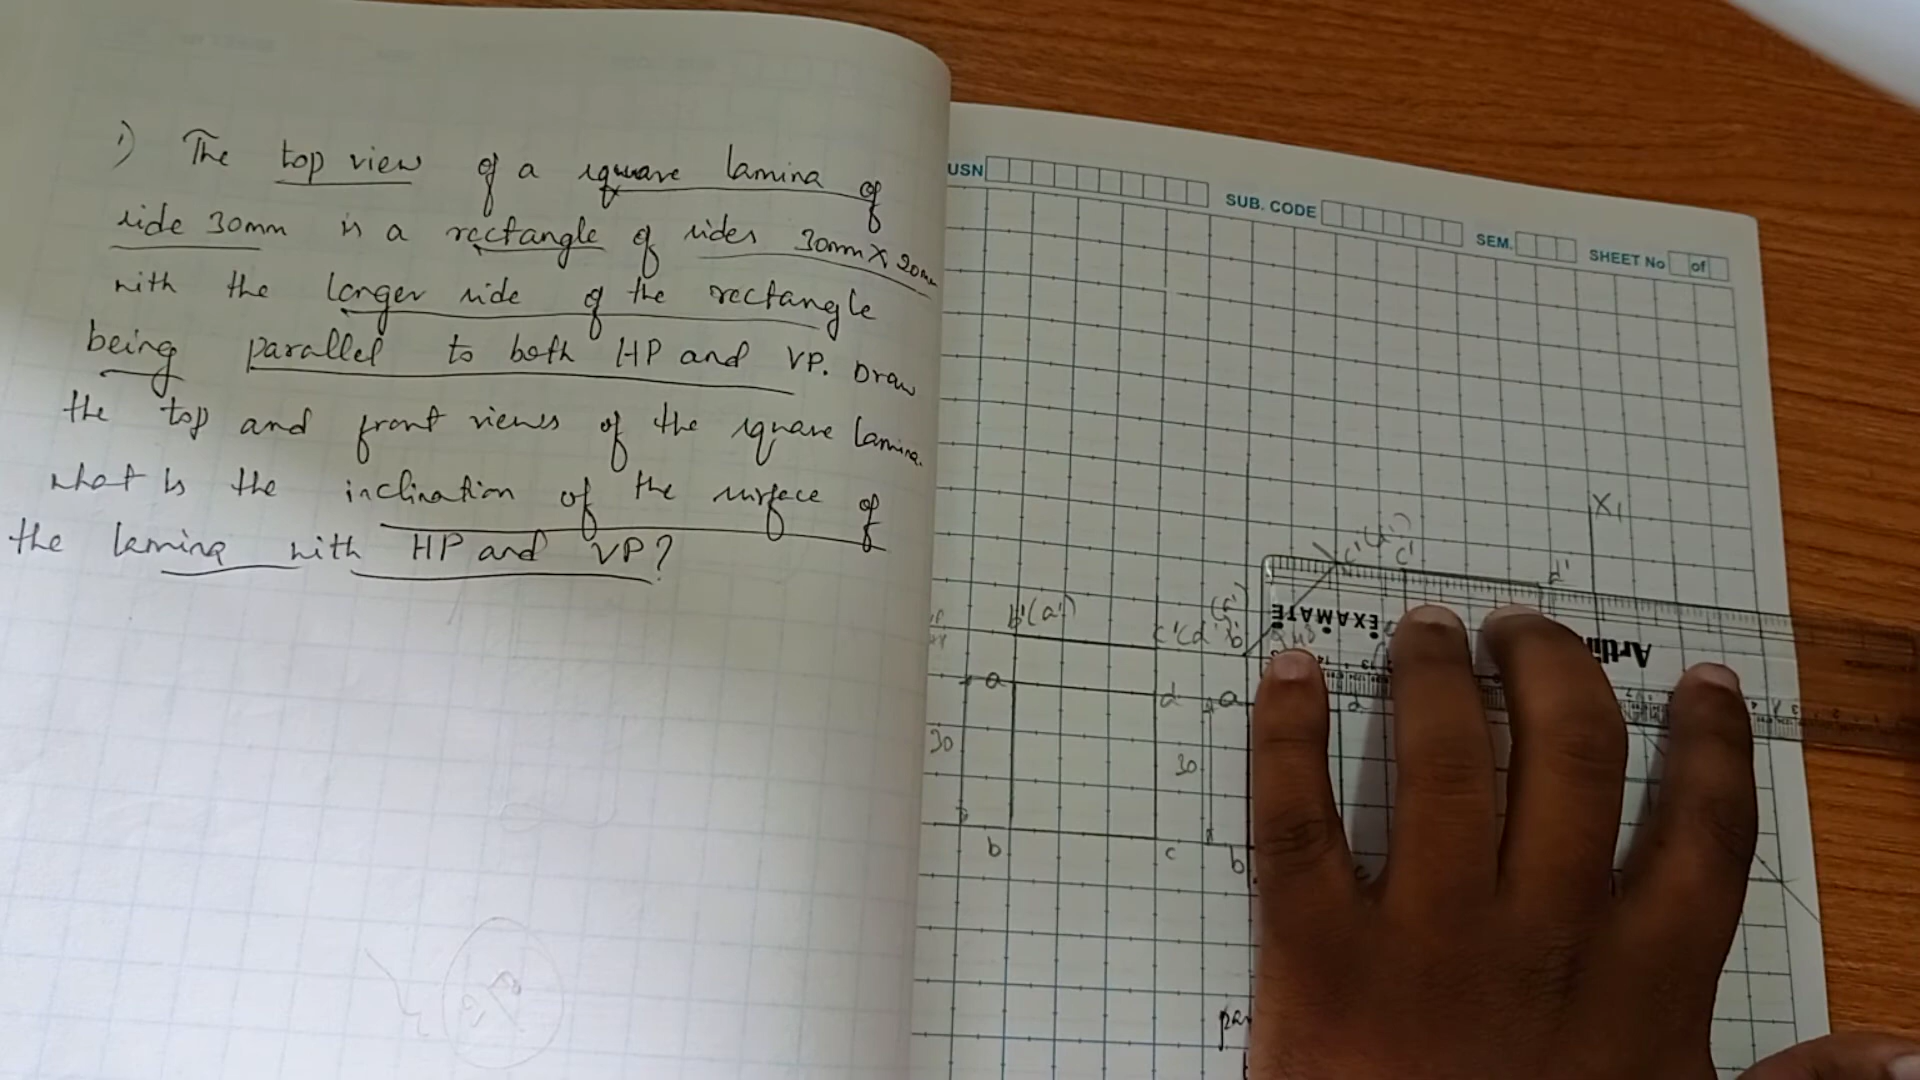 1) The top view of a square lamina of
side 30mm is a rectangle of sides 30mm X 20mm
with the longer side of the rectangle
being parallel to both HP and VP. Draw
the top and front views of the square lamina.
what is the inclination of the surface of
the lamina with HP and VP?
USN
SUB. CODE
SEM.
SHEET No of
X1
c'(d')
c'
d'
b'(a')
c'(d')
(a')
b'
EXAMATE
a
d
a
d
30
30
b
c
b
c